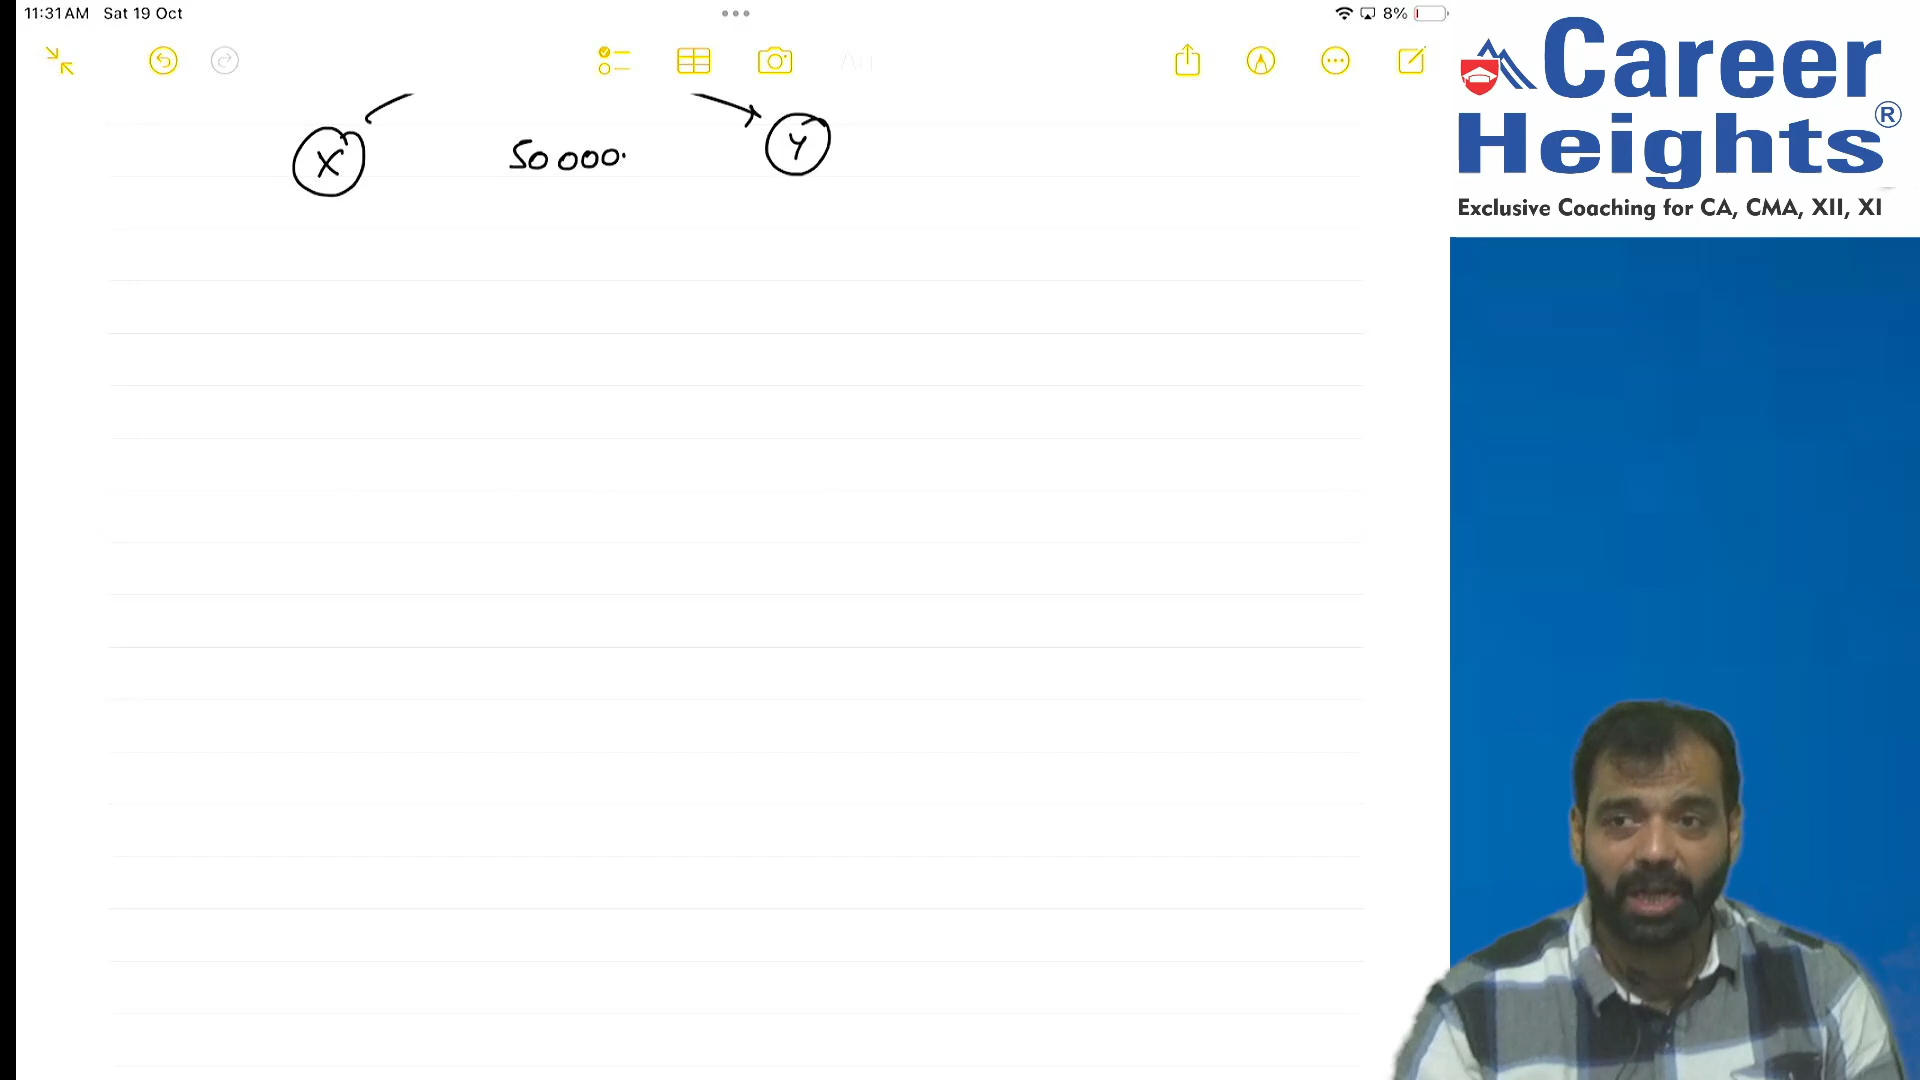 11:31 AM Sat 19 Oct
8%
Career
Heights®
Exclusive Coaching for CA, CMA, XII, XI
X 50000 Y